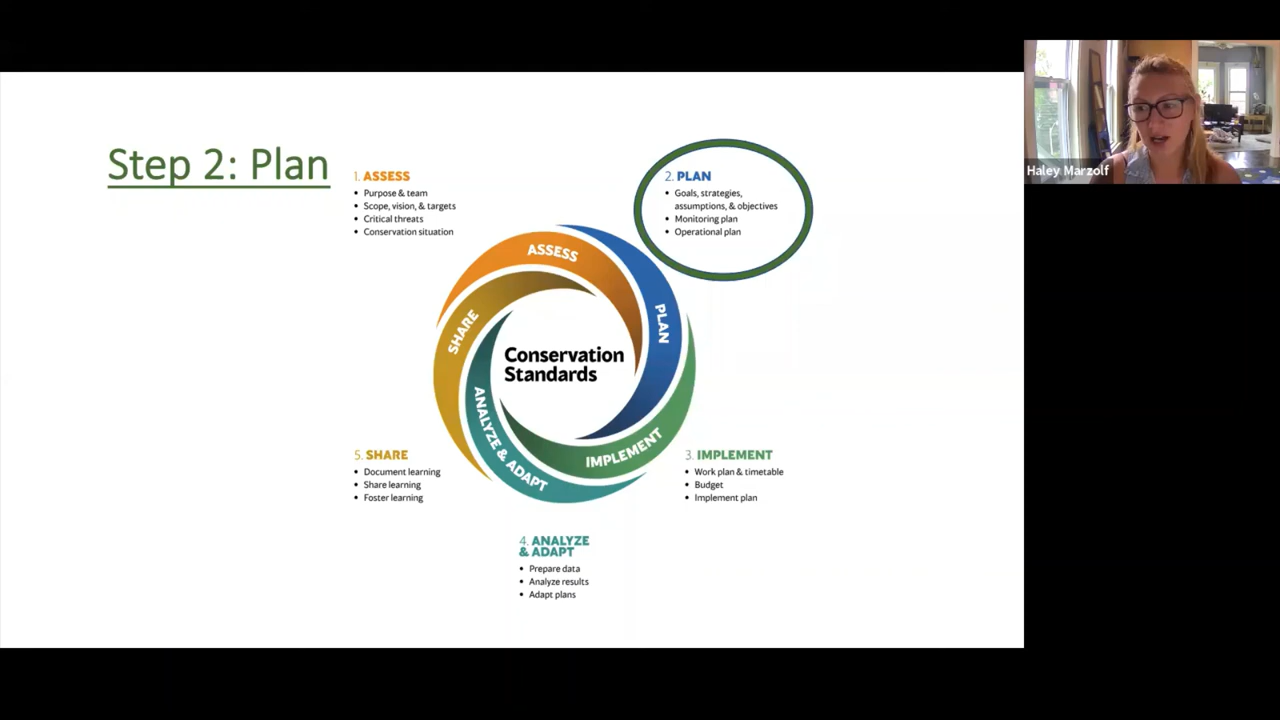 Step 2: Plan
1. ASSESS
• Purpose & team
• Scope, vision, & targets
• Critical threats
• Conservation situation
2. PLAN
• Goals, strategies,
assumptions, & objectives
• Monitoring plan
• Operational plan
Haley Marzolf
ASSESS
PLAN
SHARE
Conservation
Standards
ANALYZE & ADAPT
IMPLEMENT
5. SHARE
• Document learning
• Share learning
• Foster learning
3. IMPLEMENT
• Work plan & timetable
• Budget
• Implement plan
4. ANALYZE
& ADAPT
• Prepare data
• Analyze results
• Adapt plans